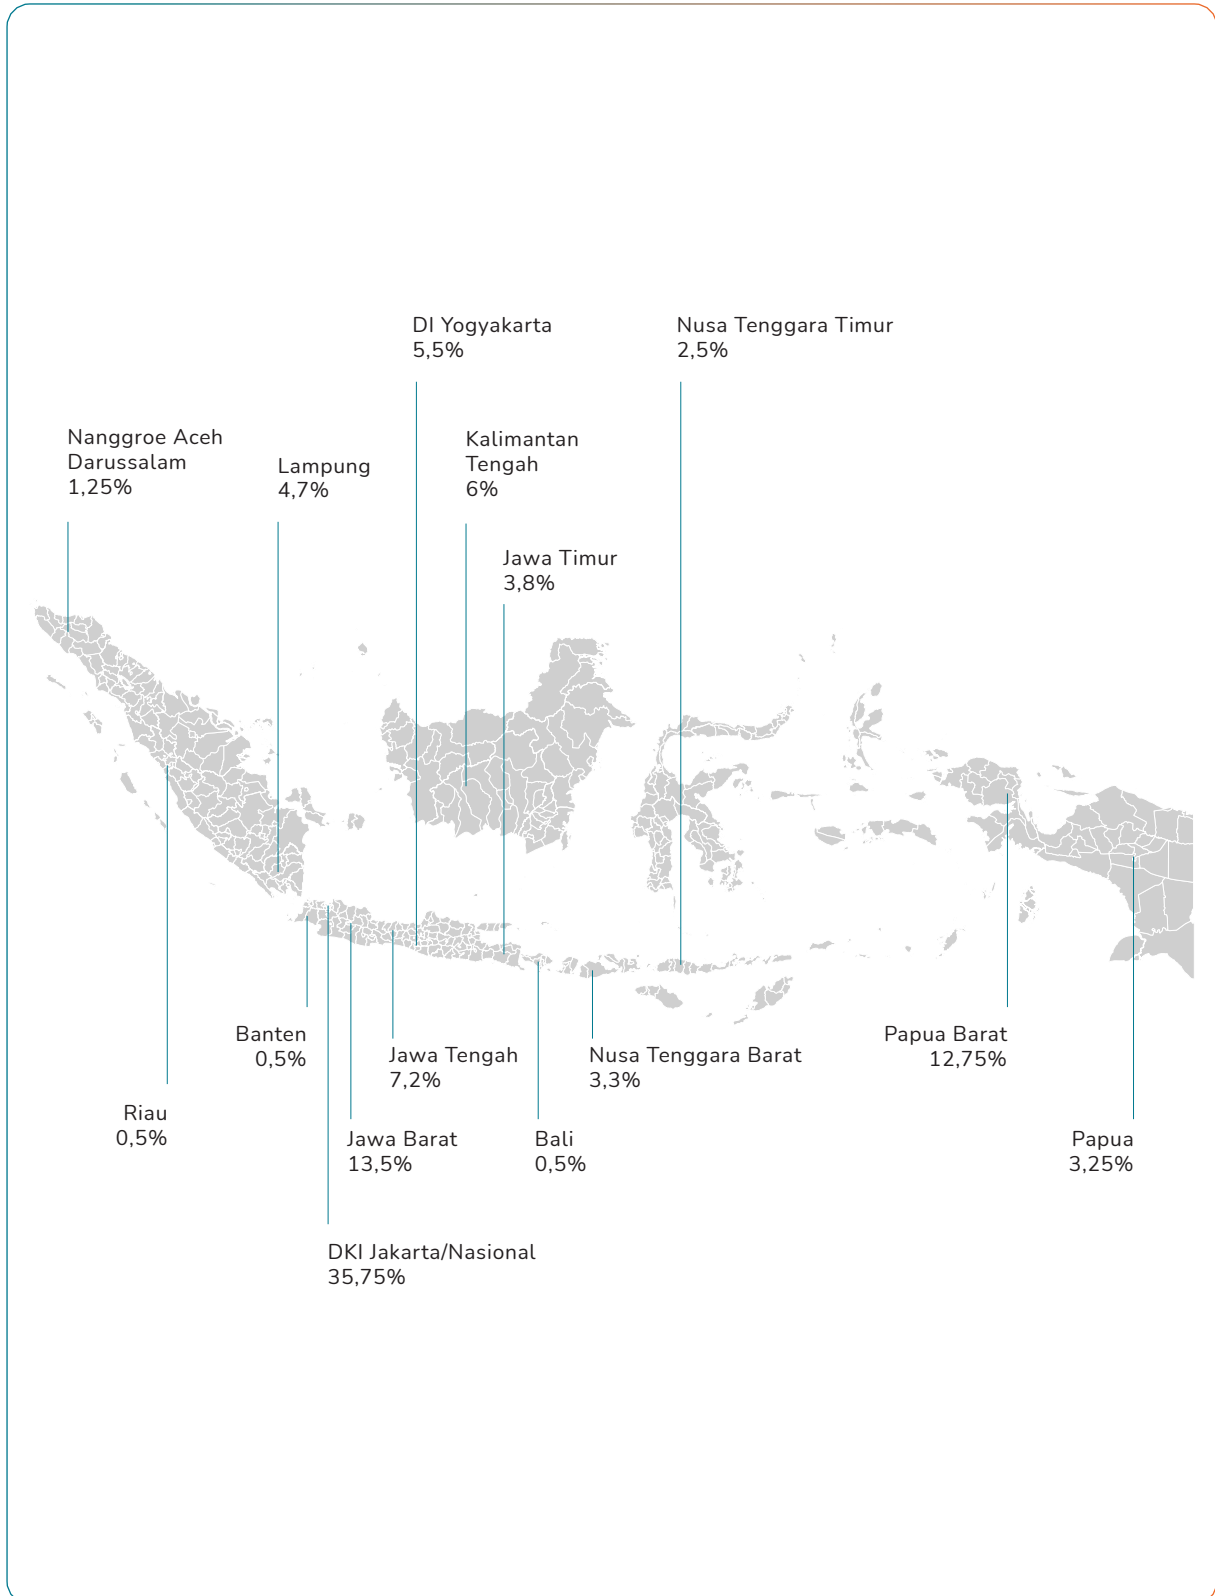 DI Yogyakarta
5,5%
Nusa Tenggara Timur
2,5%
Nanggroe Aceh
Darussalam
1,25%
Lampung
4,7%
Kalimantan
Tengah
6%
Jawa Timur
3,8%
Banten
0,5%
Jawa Tengah
7,2%
Nusa Tenggara Barat
3,3%
Papua Barat
12,75%
Riau
0,5%
Jawa Barat
13,5%
Bali
0,5%
Papua
3,25%
DKI Jakarta/Nasional
35,75%